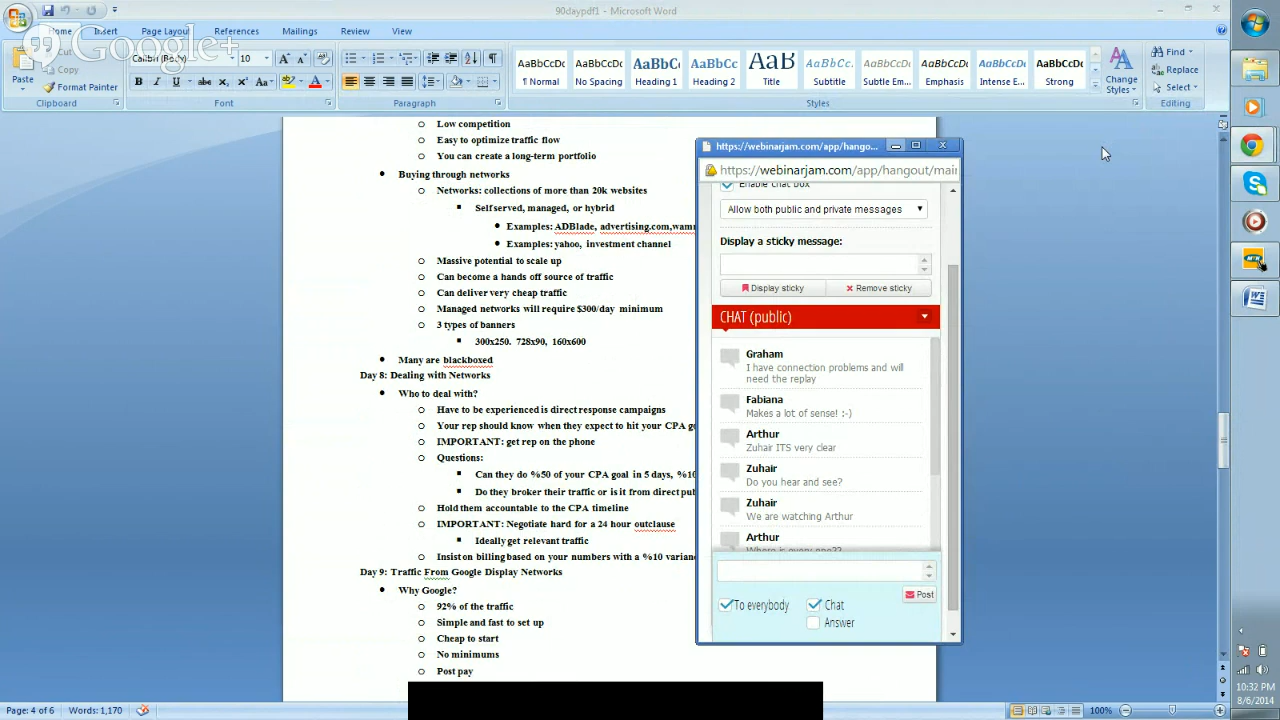 90daypdf1 - Microsoft Word
Home Insert Page Layout References Mailings Review View
Google+
Cut
Copy
Format Painter
Paste
Clipboard
Calibri (Body) 10
Font
Paragraph
AaBbCcDc AaBbCcDc AaBbCc AaBbCc AaBb AaBbCc. AaBbCcDc AaBbCcDc AaBbCcDc AaBbCcDc
¶ Normal No Spacing Heading 1 Heading 2 Title Subtitle Subtle Em... Emphasis Intense E... Strong
Change Styles
Styles
Find
Replace
Select
Editing
Low competition
Easy to optimize traffic flow
You can create a long-term portfolio
Buying through networks
Networks: collections of more than 20k websites
Self served, managed, or hybrid
Examples: ADBlade, advertising.com,
Examples: yahoo, investment channel
Massive potential to scale up
Can become a hands off source of traffic
Can deliver very cheap traffic
Managed networks will require $300/day minimum
3 types of banners
300x250. 728x90, 160x600
Many are blackboxed
Day 8: Dealing with Networks
Who to deal with?
Have to be experienced is direct response campaigns
Your rep should know when they expect to hit your CPA
IMPORTANT: get rep on the phone
Questions:
Can they do %50 of your CPA goal in 5 days,
Do they broker their traffic or is it from direct
Hold them accountable to the CPA timeline
IMPORTANT: Negotiate hard for a 24 hour outclause
Ideally get relevant traffic
Insist on billing based on your numbers with a %10
Day 9: Traffic From Google Display Networks
Why Google?
92% of the traffic
Simple and fast to set up
Cheap to start
No minimums
Post pay
https://webinarjam.com/app/hango...
https://webinarjam.com/app/hangout/main
Enable chat box
Allow both public and private messages
Display a sticky message:
Display sticky Remove sticky
CHAT (public)
Graham
I have connection problems and will
need the replay
Fabiana
Makes a lot of sense! :-)
Arthur
Zuhair ITS very clear
Zuhair
Do you hear and see?
Zuhair
We are watching Arthur
Arthur
Where is every one??
Post
To everybody Chat
Answer
Page: 4 of 6 Words: 1,170
100%
10:32 PM
8/6/2014